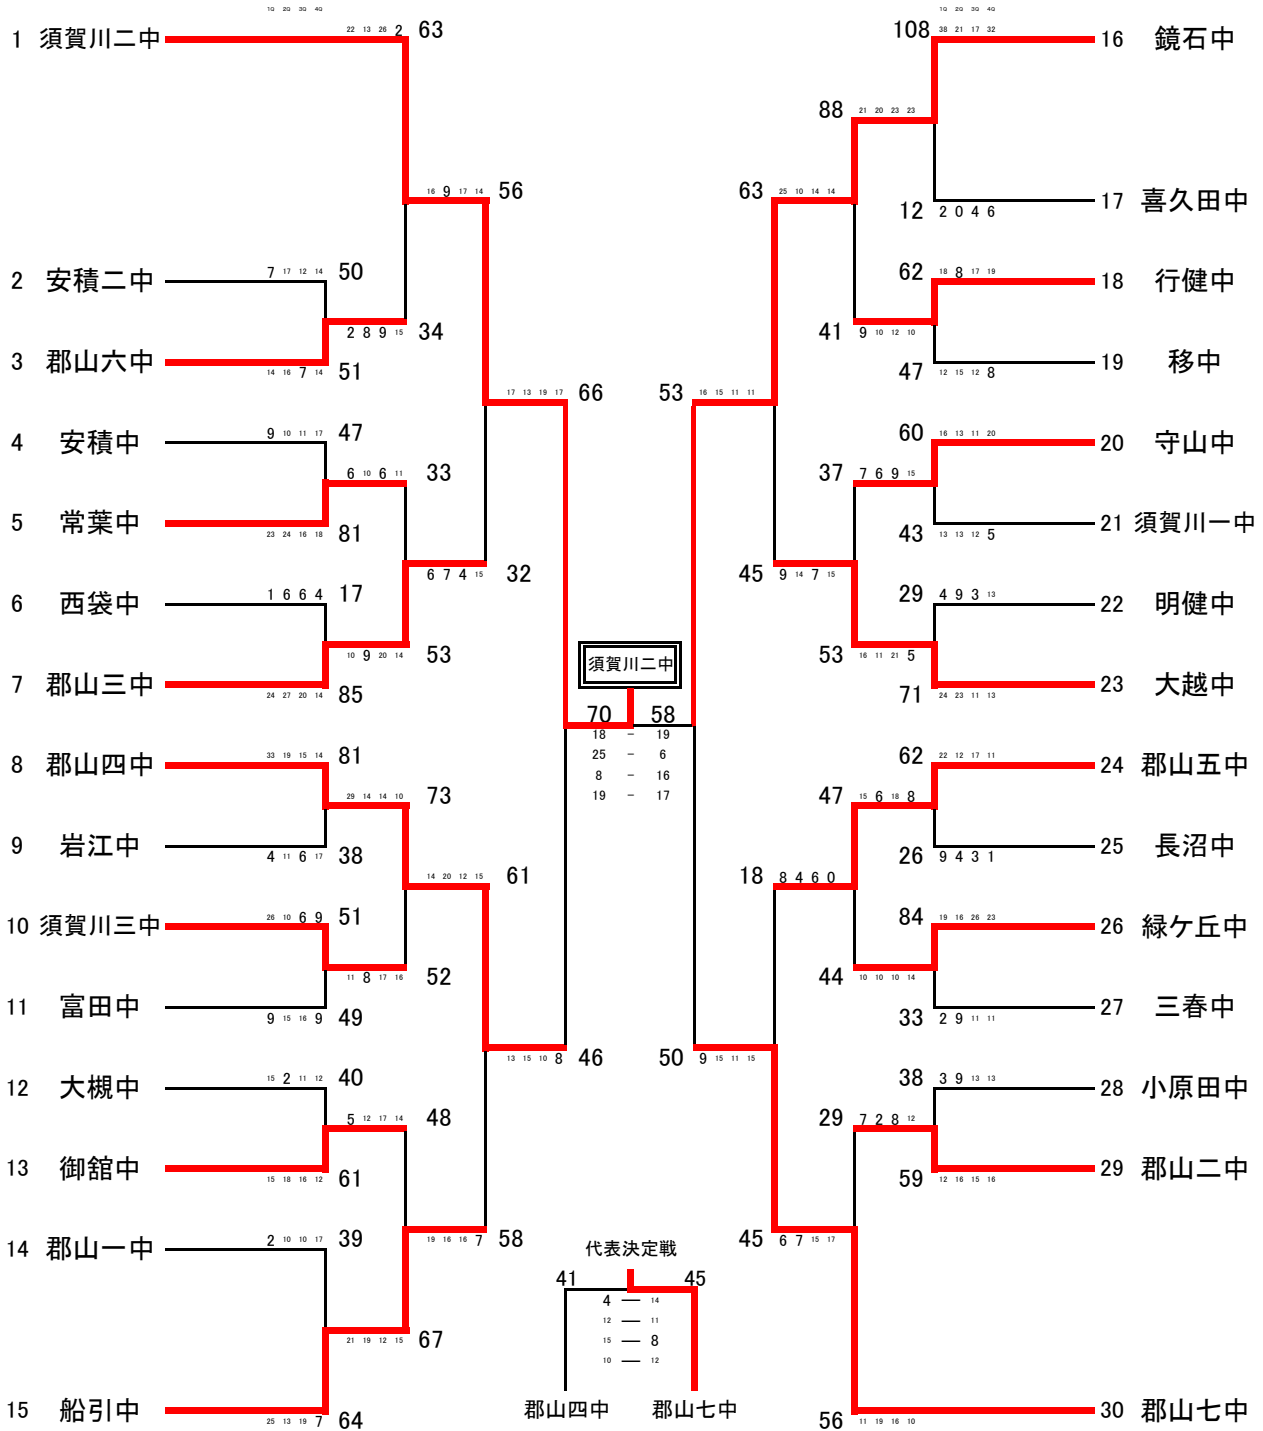 1Q 2Q 3Q 4Q
1 須賀川二中
22 13 26 2 63
16 9 17 14 56
2 安積二中 7 17 12 14 50
2 8 9 15 34
3 郡山六中 14 16 7 14 51
17 13 19 17 66
4 安積中 9 10 11 17 47
6 10 6 11 33
5 常葉中 23 24 16 18 81
6 7 4 15 32
6 西袋中 1 6 6 4 17
10 9 20 14 53
7 郡山三中 24 27 20 14 85
8 郡山四中 33 19 15 14 81
29 14 14 10 73
9 岩江中 4 11 6 17 38
14 20 12 15 61
10 須賀川三中 26 10 6 9 51
11 8 17 16 52
11 富田中 9 15 16 9 49
13 15 10 8 46
12 大槻中 15 2 11 12 40
5 12 17 14 48
13 御舘中 15 18 16 12 61
19 16 16 7 58
14 郡山一中 2 10 10 17 39
21 19 12 15 67
15 船引中 25 13 19 7 64
須賀川二中
70 58
18 - 19
25 - 6
8 - 16
19 - 17
代表決定戦
41 45
4 — 14
12 — 11
15 — 8
10 — 12
郡山四中 郡山七中
1Q 2Q 3Q 4Q
108 38 21 17 32 16 鏡石中
88 21 20 23 23
63 25 10 14 14
12 2 0 4 6 17 喜久田中
62 18 8 17 19 18 行健中
41 9 10 12 10
47 12 15 12 8 19 移中
53 16 15 11 11
60 16 13 11 20 20 守山中
37 7 6 9 15
43 13 13 12 5 21 須賀川一中
45 9 14 7 15
29 4 9 3 13 22 明健中
53 16 11 21 5
71 24 23 11 13 23 大越中
62 22 12 17 11 24 郡山五中
47 15 6 18 8
26 9 4 3 1 25 長沼中
18 8 4 6 0
84 19 16 26 23 26 緑ケ丘中
44 10 10 10 14
33 2 9 11 11 27 三春中
50 9 15 11 15
38 3 9 13 13 28 小原田中
29 7 2 8 12
59 12 16 15 16 29 郡山二中
45 6 7 15 17
56 11 19 16 10 30 郡山七中